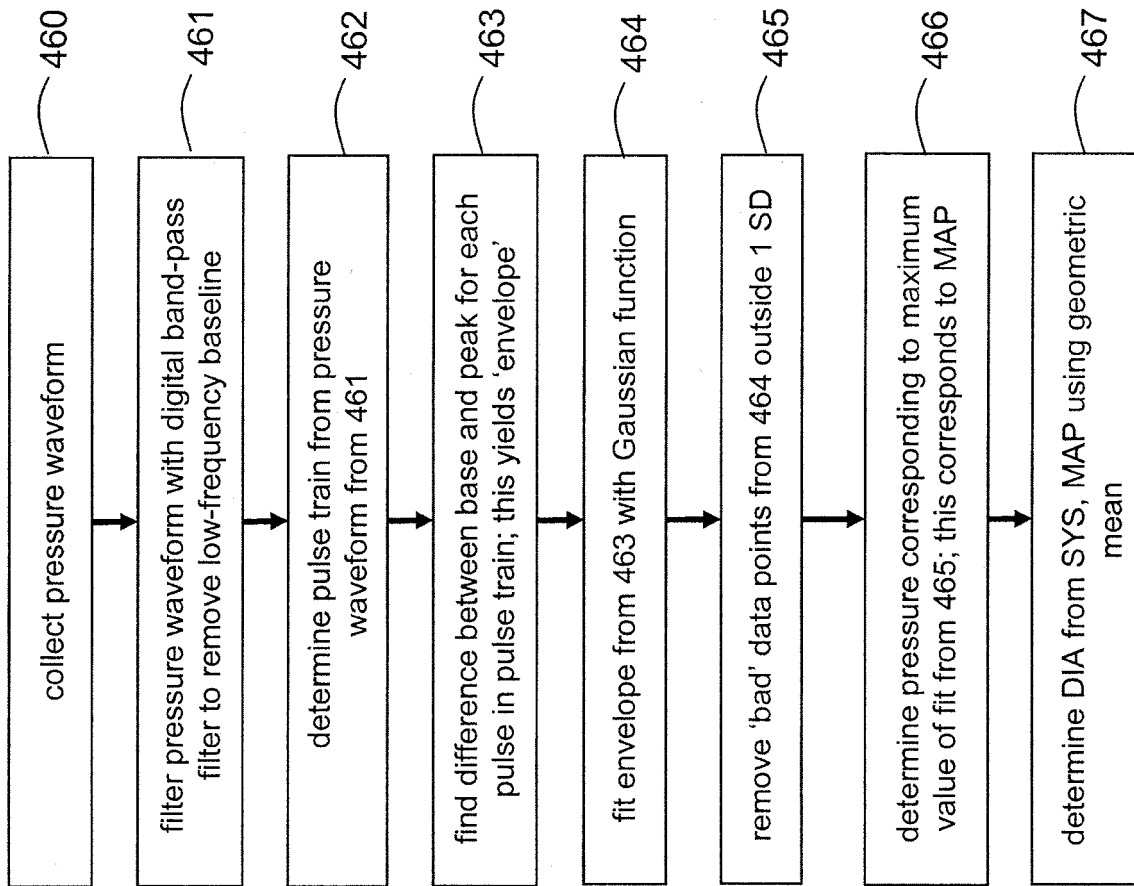 collect pressure waveform
460
filter pressure waveform with digital band-pass
filter to remove low-frequency baseline
461
determine pulse train from pressure
waveform from 461
462
find difference between base and peak for each
pulse in pulse train; this yields ‘envelope’
463
fit envelope from 463 with Gaussian function
464
remove ‘bad’ data points from 464 outside 1 SD
465
determine pressure corresponding to maximum
value of fit from 465; this corresponds to MAP
466
determine DIA from SYS, MAP using geometric
mean
467